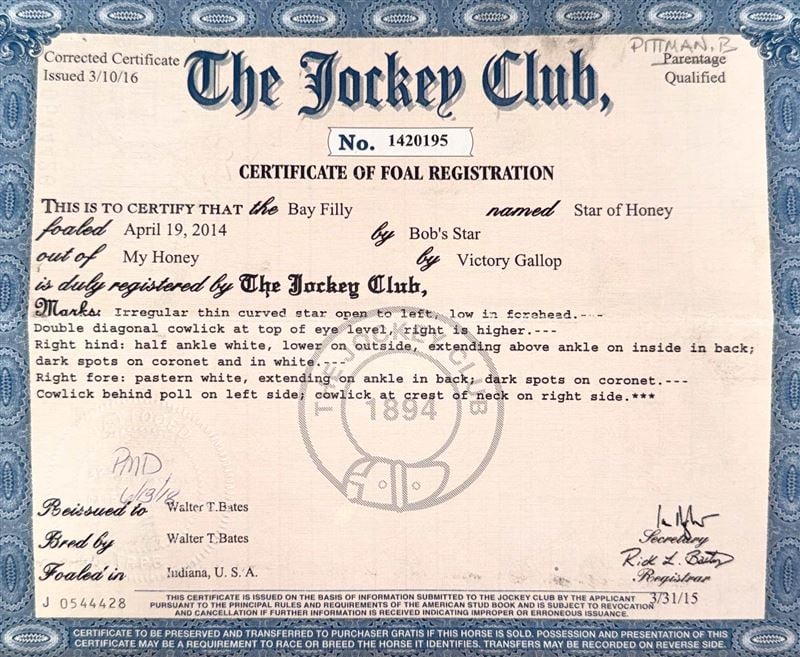 Corrected Certificate
Issued 3/10/16
PITTMAN, B
Parentage
Qualified
The Jockey Club,
No. 1420195
CERTIFICATE OF FOAL REGISTRATION
THIS IS TO CERTIFY THAT the Bay Filly named Star of Honey
foaled April 19, 2014 by Bob's Star
out of My Honey by Victory Gallop
is duly registered by The Jockey Club,
Marks: Irregular thin curved star open to left, low in forehead.---
Double diagonal cowlick at top of eye level, right is higher.---
Right hind: half ankle white, lower on outside, extending above ankle on inside in back;
dark spots on coronet and in white.---
Right fore: pastern white, extending on ankle in back; dark spots on coronet.---
Cowlick behind poll on left side; cowlick at crest of neck on right side.***
THE JOCKEY CLUB
1894
PMD
6/13/18
Reissued to Walter T.Bates
Bred by Walter T.Bates
Foaled in Indiana, U. S. A.
Secretary
Rick L. Bailey
Registrar
3/31/15
J 0544428
THIS CERTIFICATE IS ISSUED ON THE BASIS OF INFORMATION SUBMITTED TO THE JOCKEY CLUB BY THE APPLICANT
PURSUANT TO THE PRINCIPAL RULES AND REQUIREMENTS OF THE AMERICAN STUD BOOK AND IS SUBJECT TO REVOCATION
AND CANCELLATION IF FURTHER INFORMATION IS RECEIVED INDICATING IMPROPER OR ERRONEOUS ISSUANCE.
CERTIFICATE TO BE PRESERVED AND TRANSFERRED TO PURCHASER GRATIS IF THIS HORSE IS SOLD. POSSESSION AND PRESENTATION OF THIS
CERTIFICATE MAY BE A REQUIREMENT TO RACE OR BREED THE HORSE IT IDENTIFIES. TRANSFERS MAY BE RECORDED ON REVERSE SIDE.